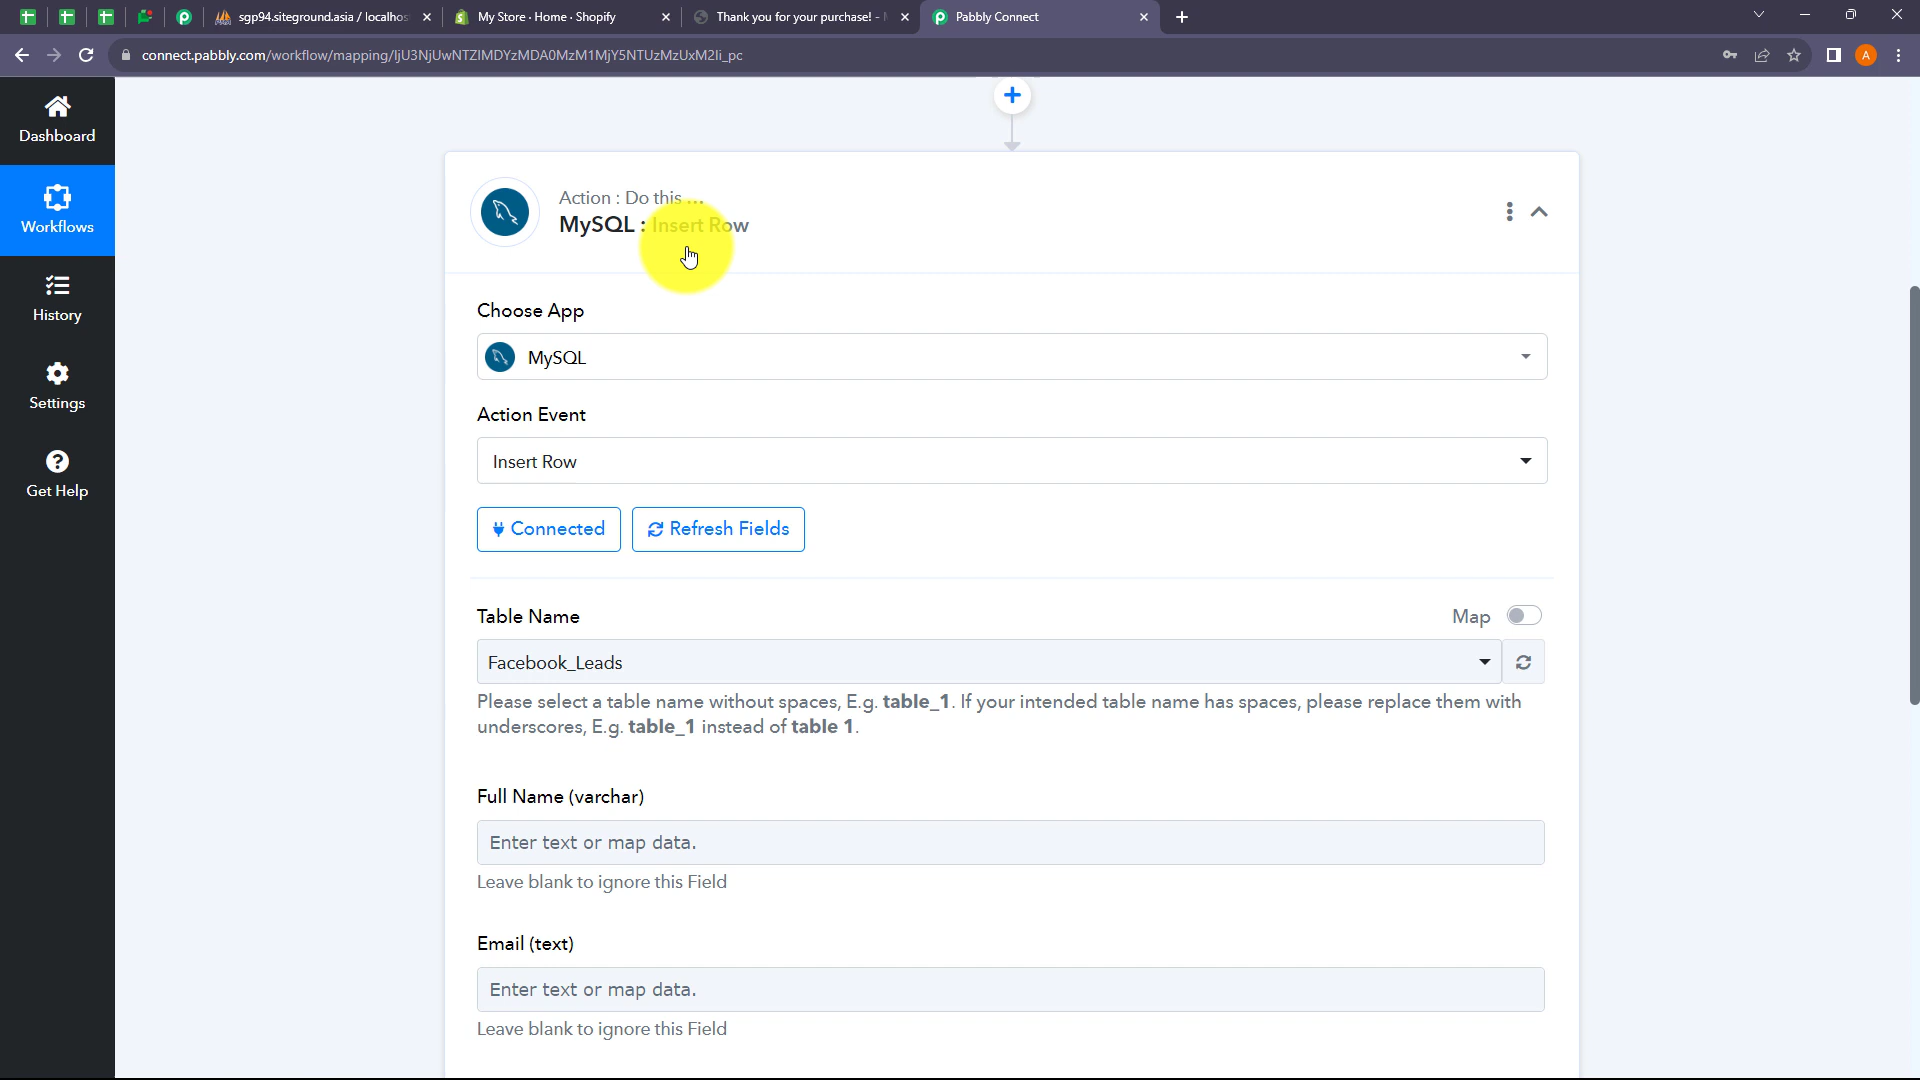 sgp94.siteground.asia / localhos
My Store · Home · Shopify
Thank you for your purchase! -
Pabbly Connect
connect.pabbly.com/workflow/mapping/IjU3NjUwNTZlMDYzMDA0MzM1MjY5NTUzMzUxM2Ii_pc
A
Dashboard
Workflows
History
Settings
Get Help
Action : Do this ...
MySQL : Insert Row
Choose App
MySQL
Action Event
Insert Row
Connected
Refresh Fields
Table Name
Map
Facebook_Leads
Please select a table name without spaces, E.g. table_1. If your intended table name has spaces, please replace them with
underscores, E.g. table_1 instead of table 1.
Full Name (varchar)
Enter text or map data.
Leave blank to ignore this Field
Email (text)
Enter text or map data.
Leave blank to ignore this Field